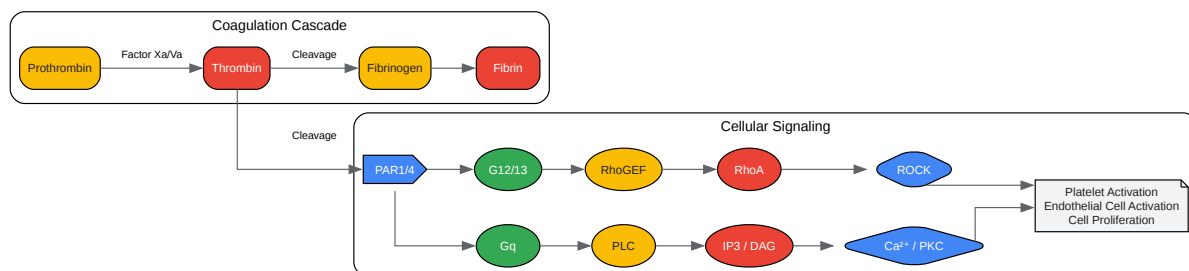 Coagulation Cascade
Prothrombin
Factor Xa/Va
Thrombin
Cleavage
Fibrinogen
Fibrin
Cleavage
Cellular Signaling
PAR1/4
G12/13
RhoGEF
RhoA
ROCK
Platelet Activation
Endothelial Cell Activation
Cell Proliferation
Gq
PLC
IP3 / DAG
Ca²⁺ / PKC